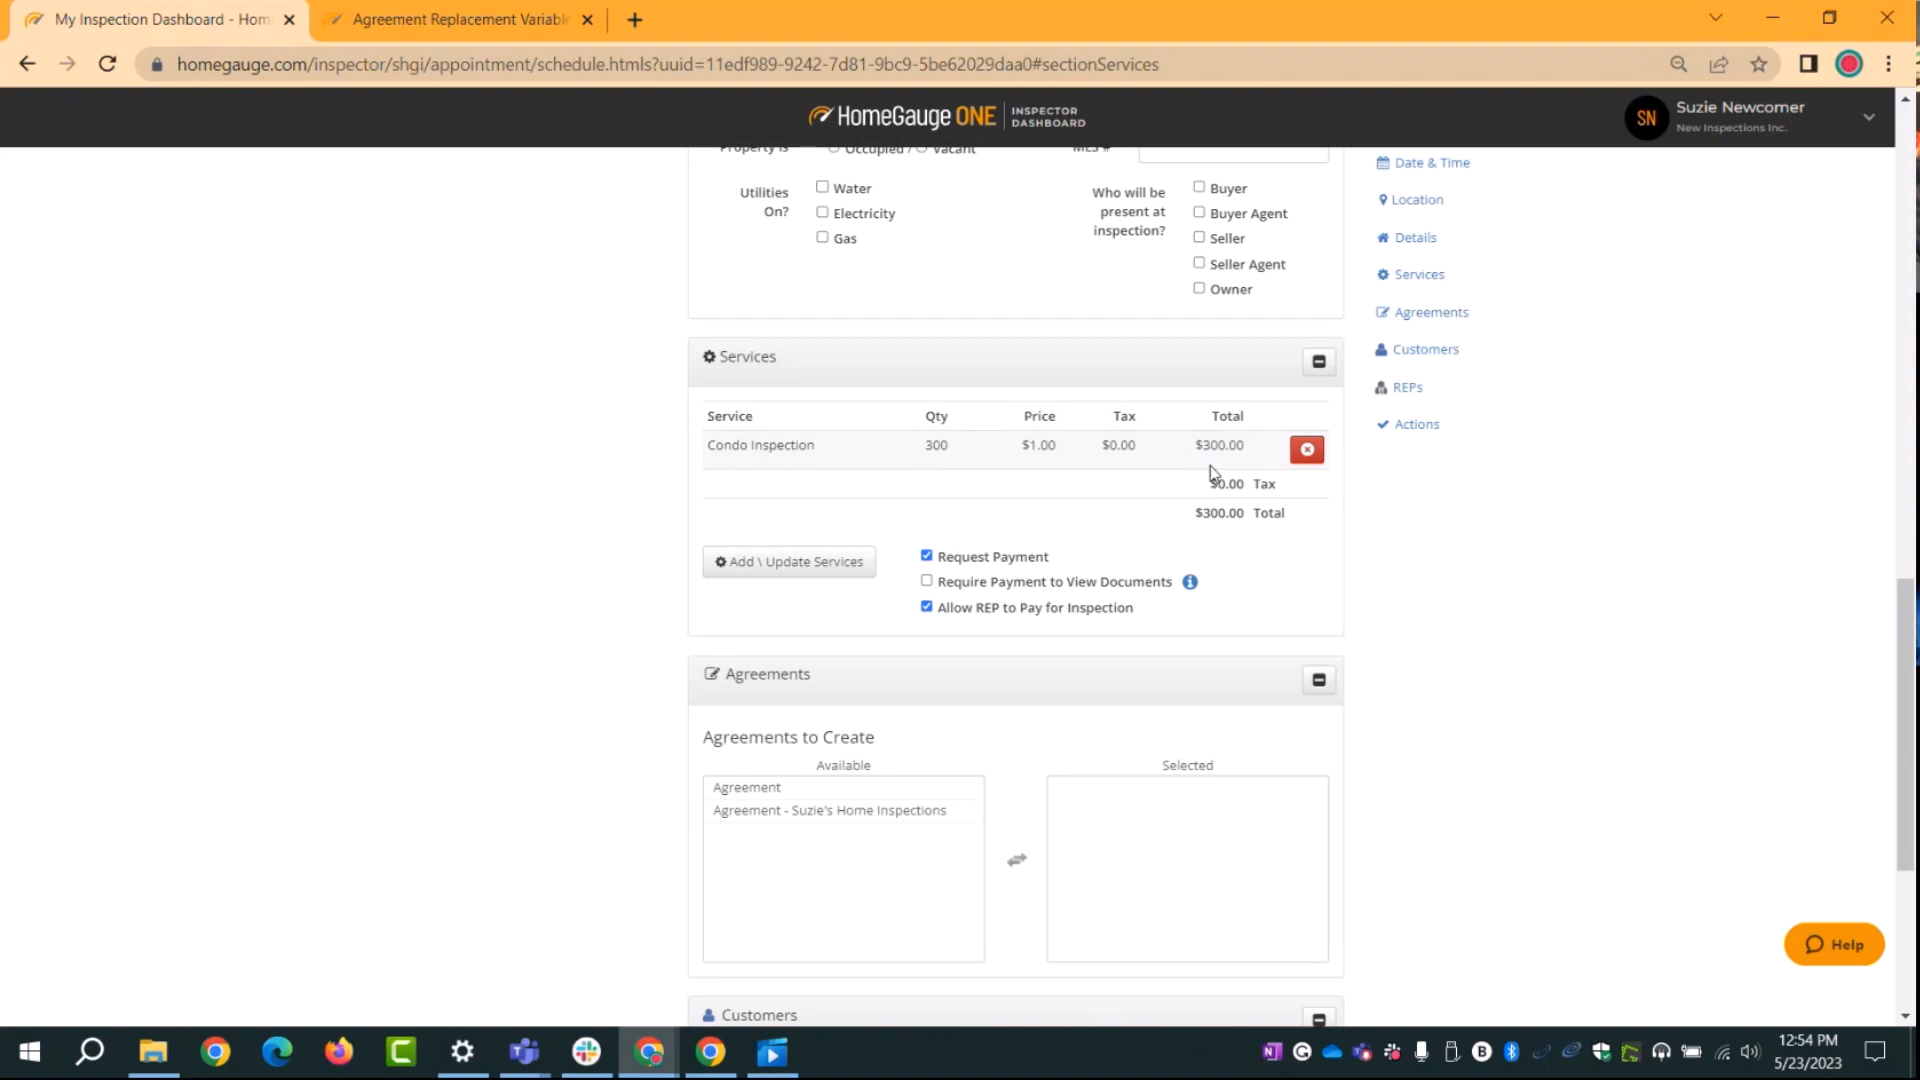 My Inspection Dashboard - Hom
Agreement Replacement Variable
homegauge.com/inspector/shgi/appointment/schedule.htmls?uuid=11edf989-9242-7d81-9bc9-5be62029daa0#sectionServices
HomeGauge ONE
INSPECTOR
DASHBOARD
SN
Suzie Newcomer
New Inspections Inc.
Property is
Occupied / Vacant
MLS #
Utilities
On?
Water
Electricity
Gas
Who will be
present at
inspection?
Buyer
Buyer Agent
Seller
Seller Agent
Owner
Date & Time
Location
Details
Services
Agreements
Customers
REPs
Actions
Services
Service Qty Price Tax Total
Condo Inspection 300 $1.00 $0.00 $300.00
$0.00 Tax
$300.00 Total
Add \ Update Services
Request Payment
Require Payment to View Documents
Allow REP to Pay for Inspection
Agreements
Agreements to Create
Available
Selected
Agreement
Agreement - Suzie's Home Inspections
Customers
Help
12:54 PM
5/23/2023